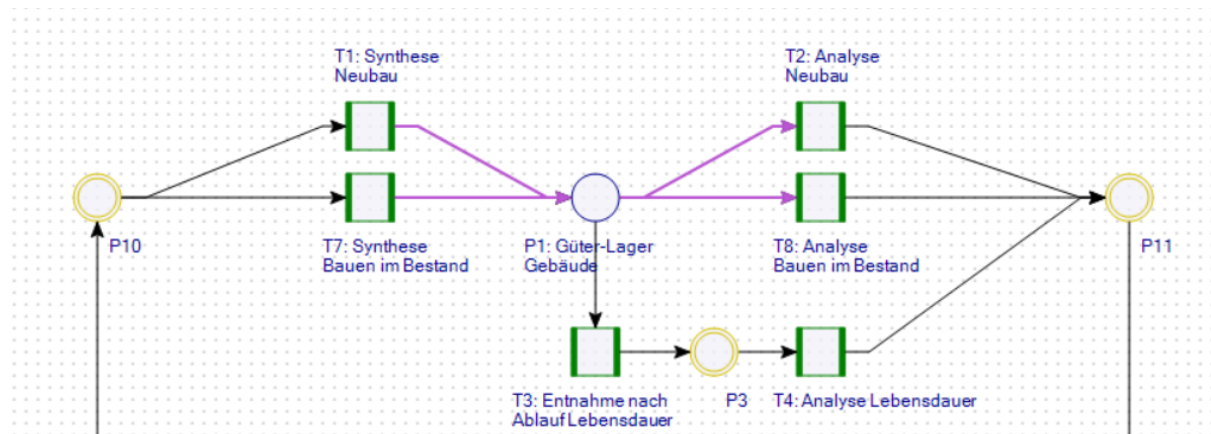 T1: Synthese
Neubau
T2: Analyse
Neubau
P10
T7: Synthese
Bauen im Bestand
P1: Güter-Lager
Gebäude
T8: Analyse
Bauen im Bestand
P11
T3: Entnahme nach
Ablauf Lebensdauer
P3
T4: Analyse Lebensdauer